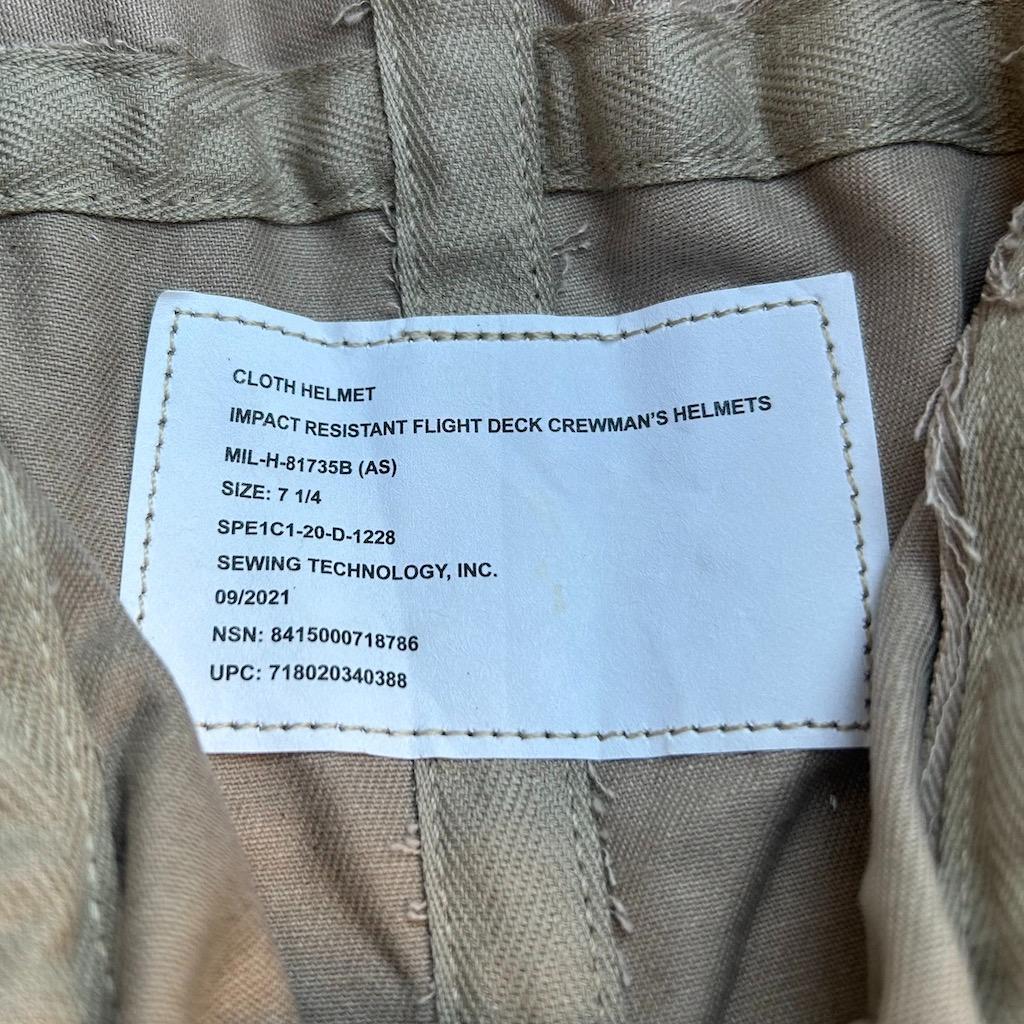 CLOTH HELMET
IMPACT RESISTANT FLIGHT DECK CREWMAN'S HELMETS
MIL-H-81735B (AS)
SIZE: 7 1/4
SPE1C1-20-D-1228
SEWING TECHNOLOGY, INC.
09/2021
NSN: 8415000718786
UPC: 718020340388